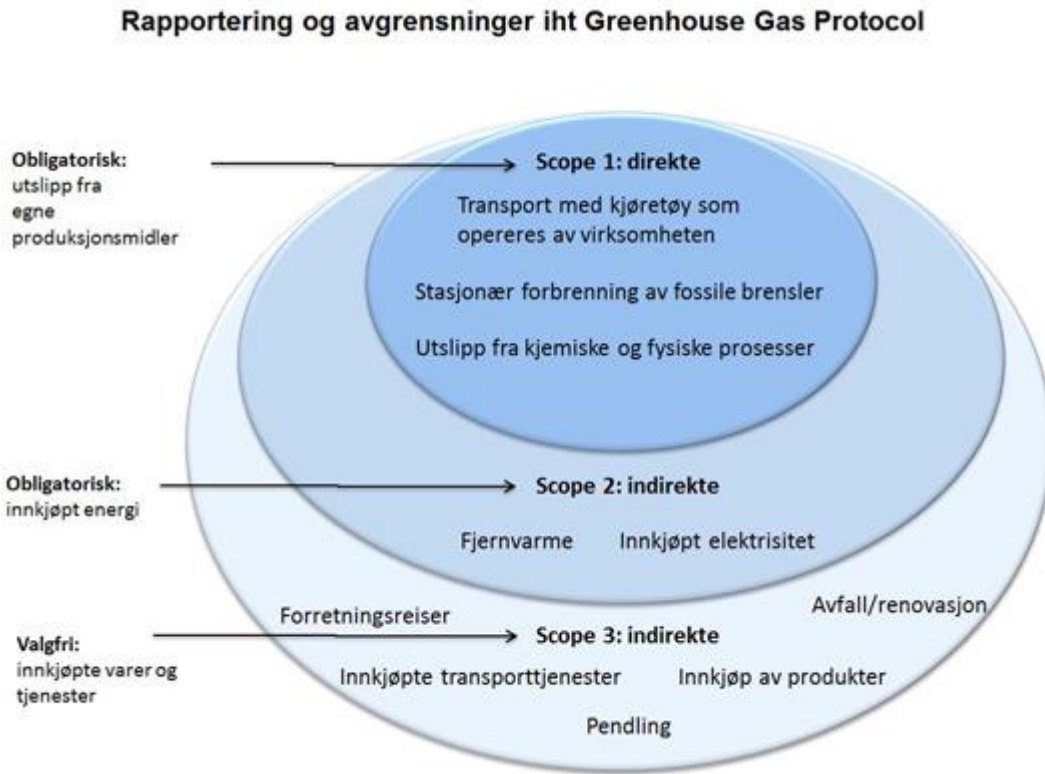 Rapportering og avgrensninger iht Greenhouse Gas Protocol
Obligatorisk:
utslipp fra
egne
produksjonsmidler
Scope 1: direkte
Transport med kjøretøy som
opereres av virksomheten
Stasjonær forbrenning av fossile brensler
Utslipp fra kjemiske og fysiske prosesser
Obligatorisk:
innkjøpt energi
Scope 2: indirekte
Fjernvarme
Innkjøpt elektrisitet
Forretningsreiser
Avfall/renovasjon
Valgfri:
innkjøpte varer og
tjenester
Scope 3: indirekte
Innkjøpte transporttjenester
Innkjøp av produkter
Pendling